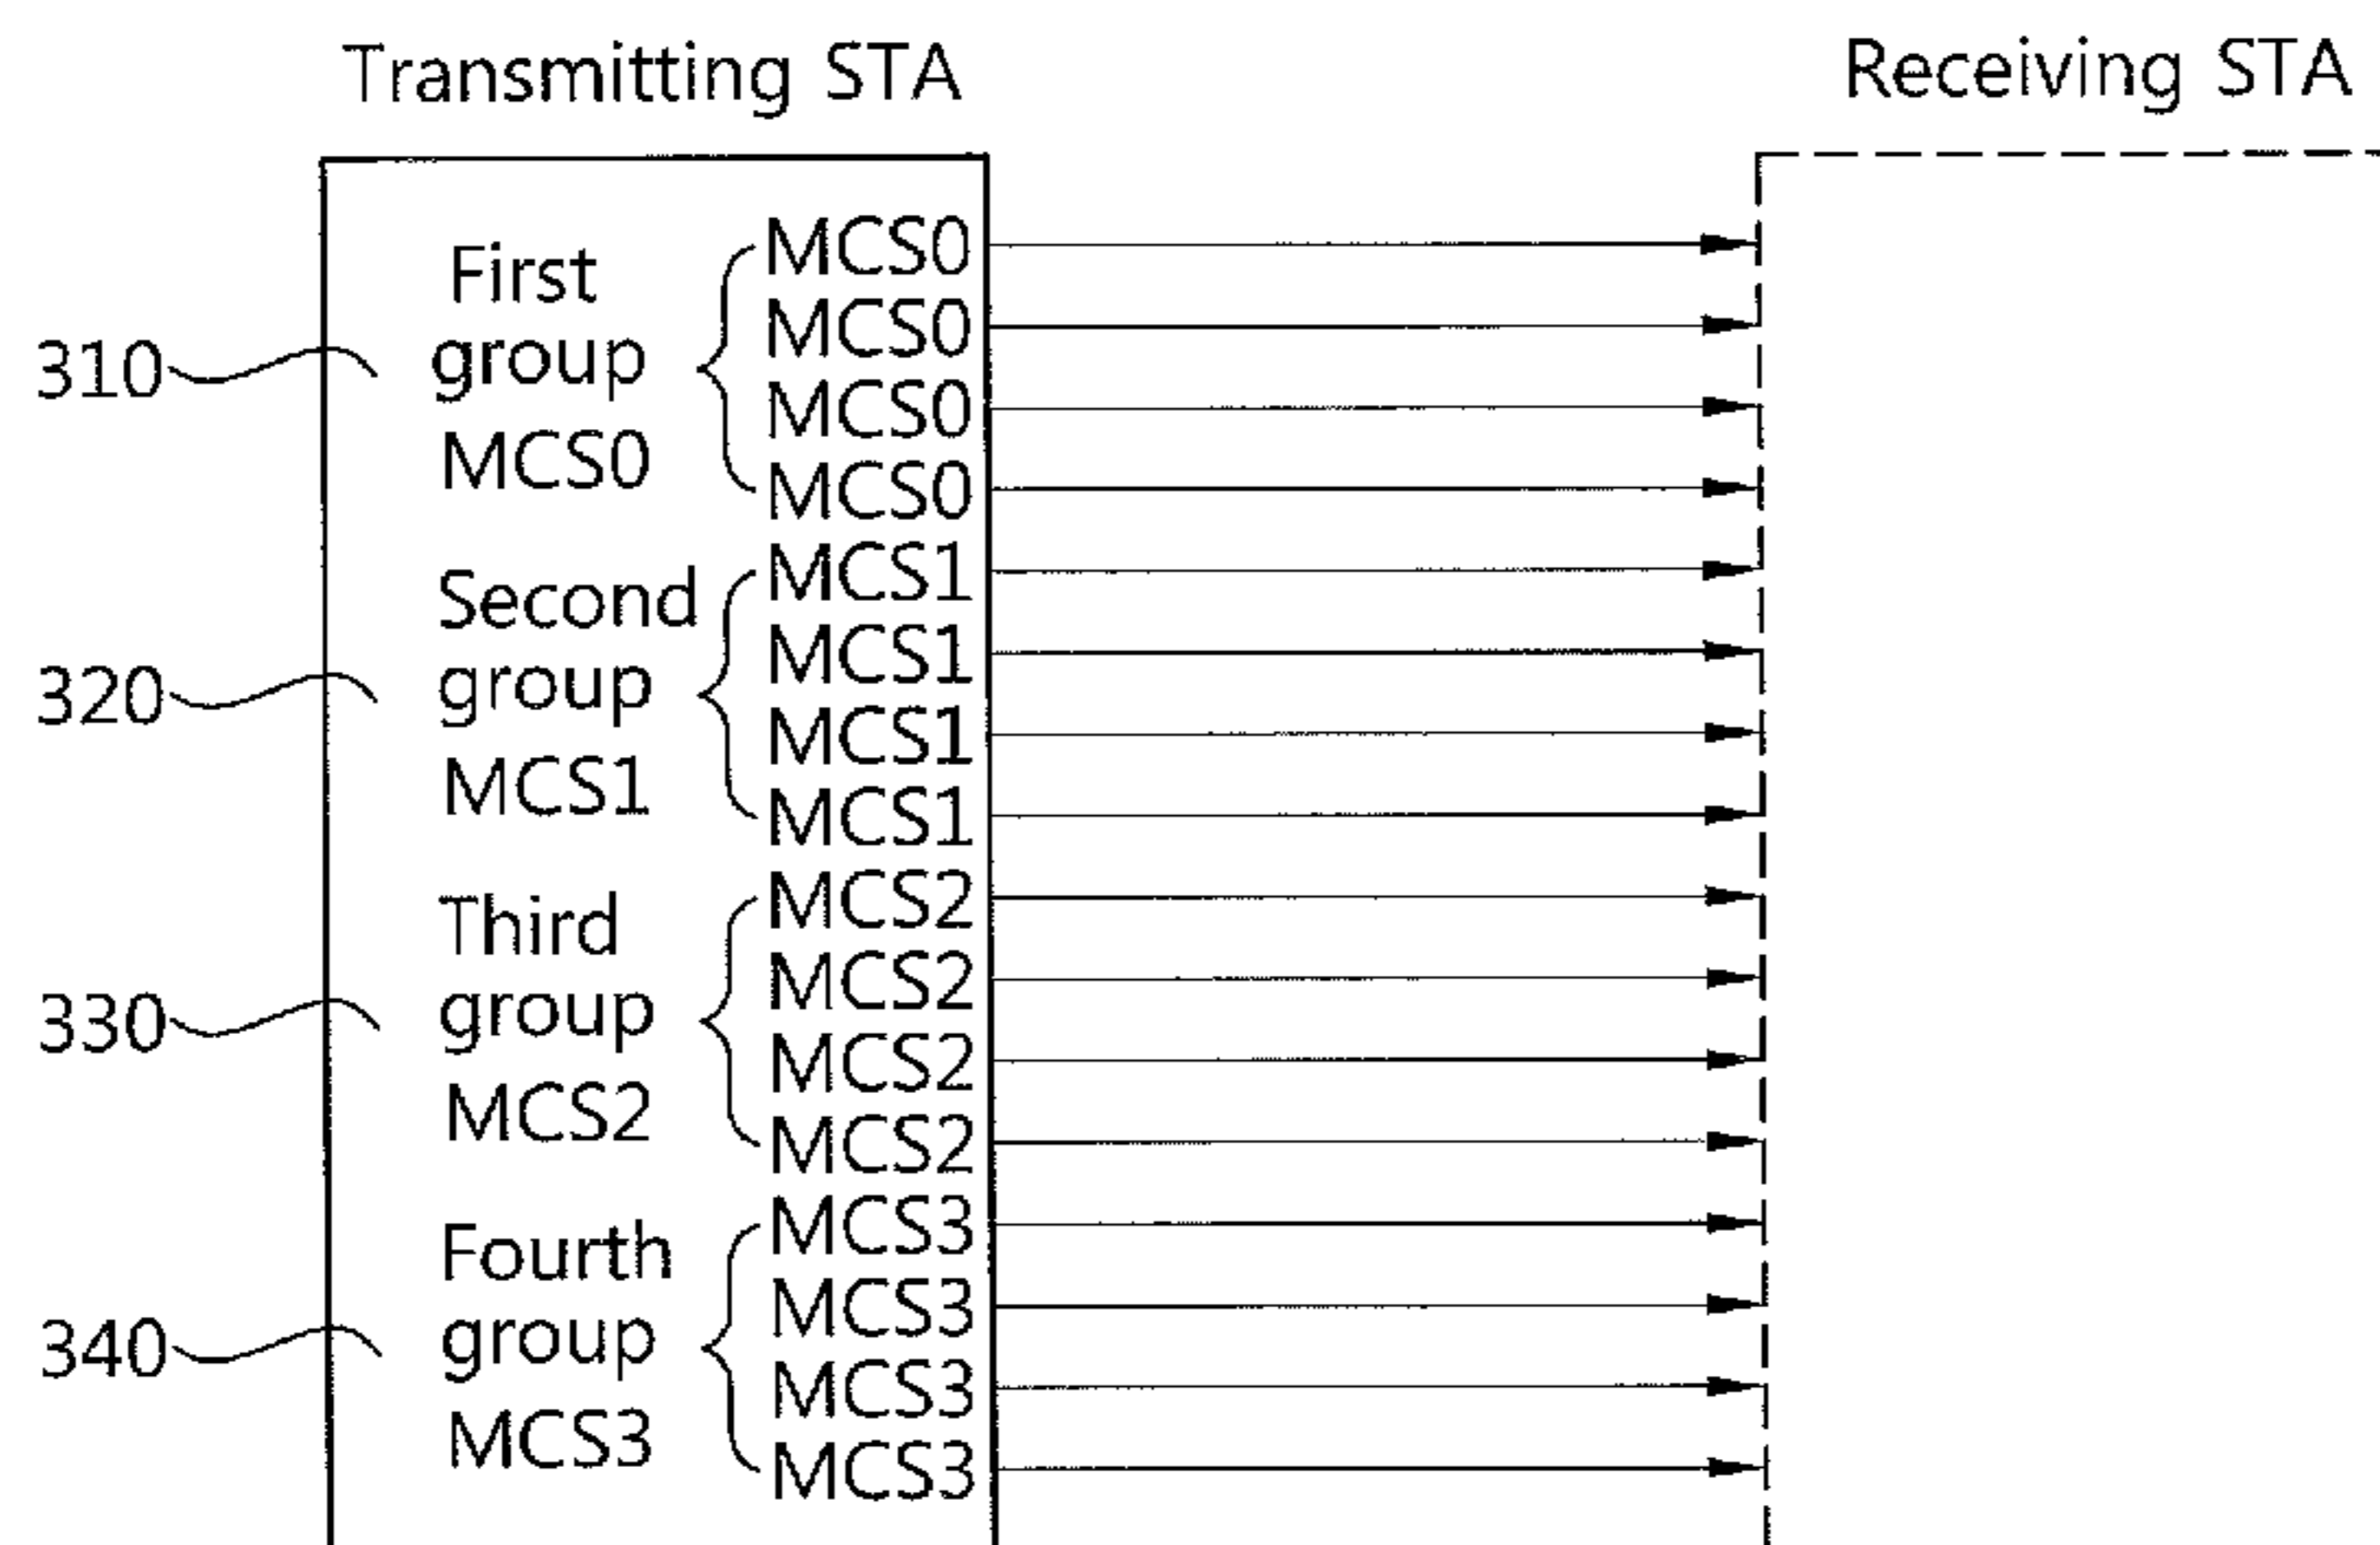 Transmitting STA
Receiving STA
310
First
group
MCS0
MCS0
MCS0
MCS0
MCS0
320
Second
group
MCS1
MCS1
MCS1
MCS1
MCS1
330
Third
group
MCS2
MCS2
MCS2
MCS2
MCS2
340
Fourth
group
MCS3
MCS3
MCS3
MCS3
MCS3